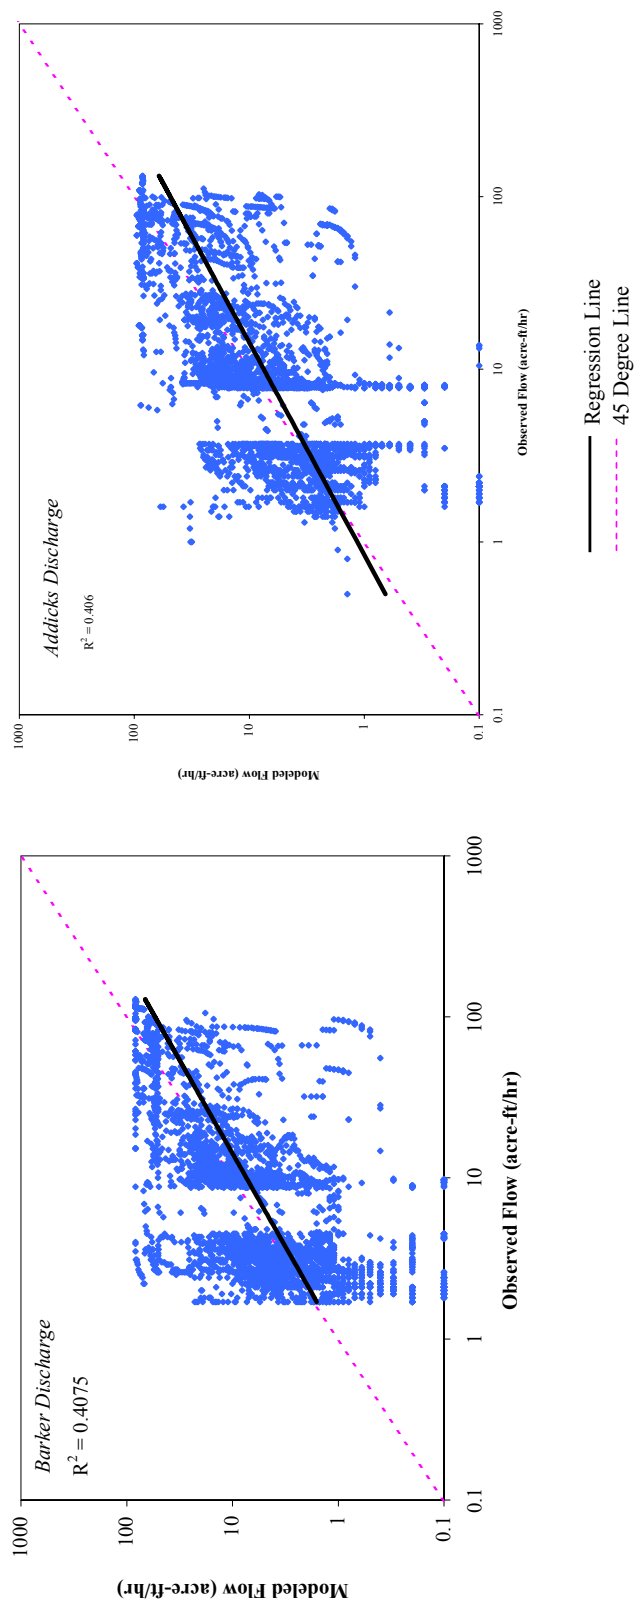 Barker Discharge
R² = 0.4075
Modeled Flow (acre-ft/hr)
1000
100
10
1
0.1
0.1
1
10
100
1000
Observed Flow (acre-ft/hr)
Addicks Discharge
R² = 0.406
Modeled Flow (acre-ft/hr)
1000
100
10
1
0.1
0.1
1
10
100
1000
Observed Flow (acre-ft/hr)
Regression Line
45 Degree Line